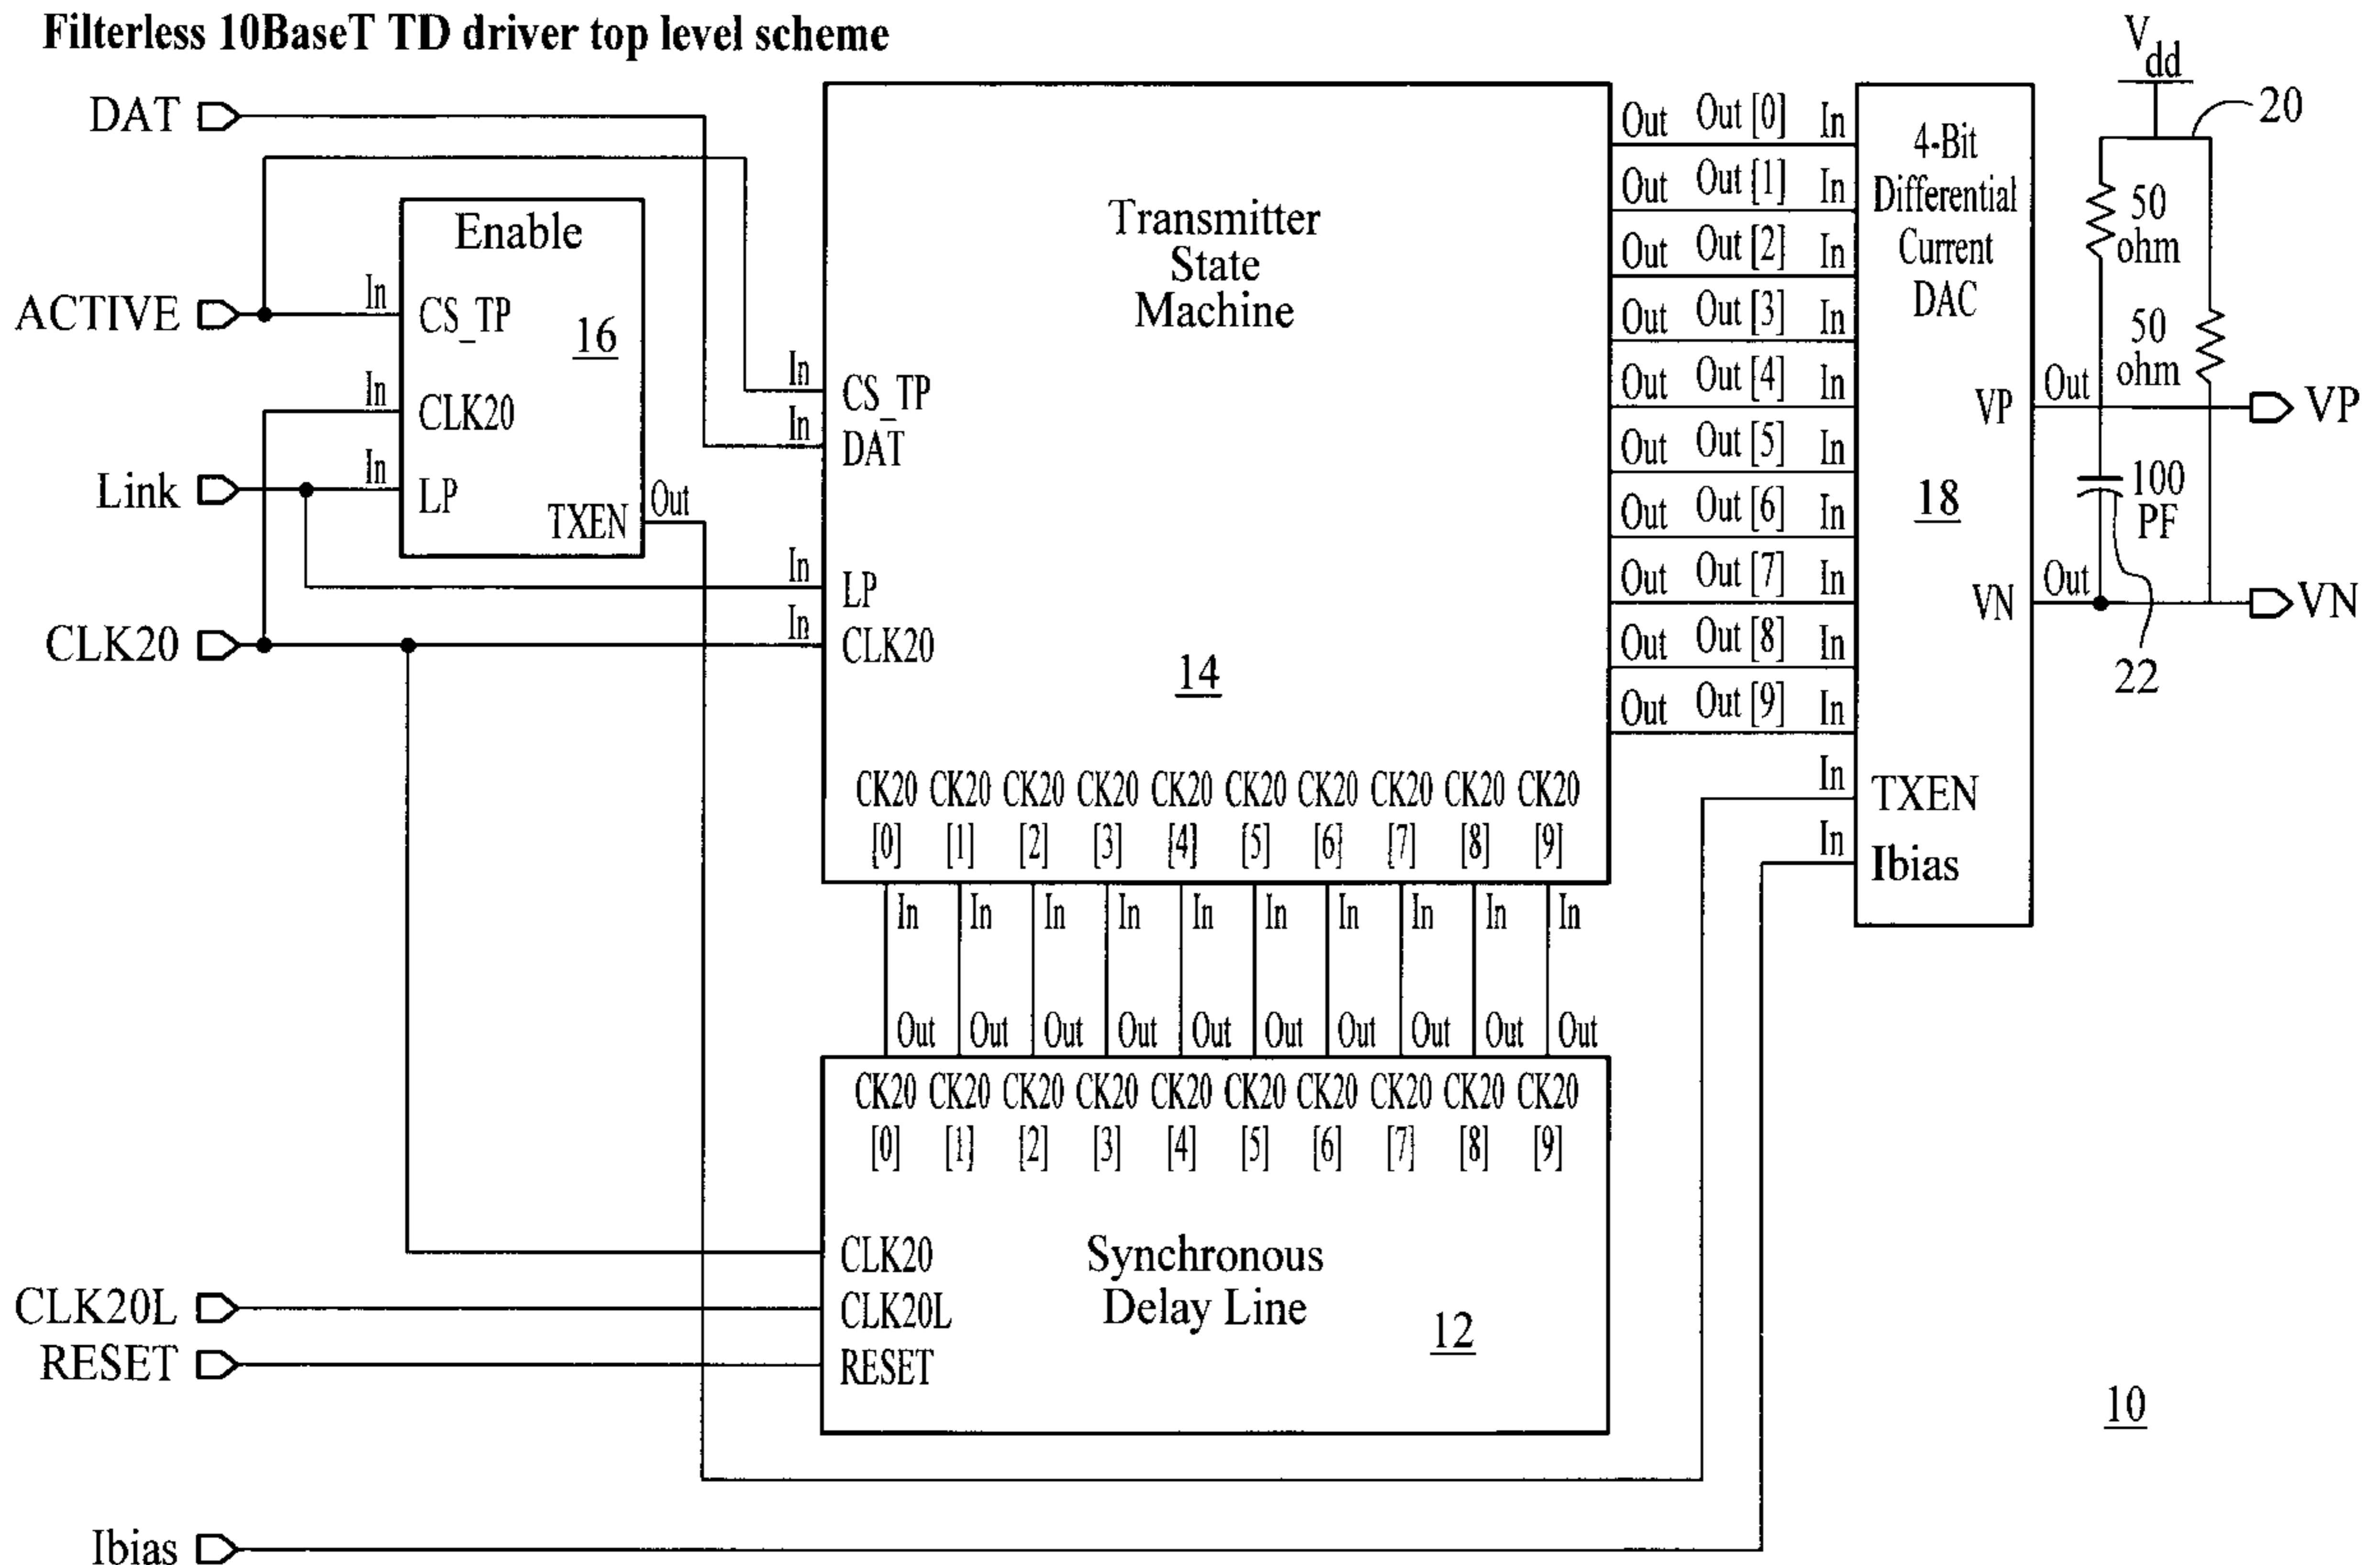 Filterless 10BaseT TD driver top level scheme
DAT
ACTIVE
Link
CLK20
CLK20L
RESET
Ibias
Enable
In
CS_TP
16
In
CLK20
In
LP
TXEN
Out
Transmitter
State
Machine
In
CS_TP
In
DAT
In
LP
In
CLK20
14
CK20 CK20 CK20 CK20 CK20 CK20 CK20 CK20 CK20 CK20
[0] [1] [2] [3] [4] [5] [6] [7] [8] [9]
In In In In In In In In In In
Out Out Out Out Out Out Out Out Out Out
CK20 CK20 CK20 CK20 CK20 CK20 CK20 CK20 CK20 CK20
[0] [1] [2] [3] [4] [5] [6] [7] [8] [9]
CLK20
CLK20L
RESET
Synchronous
Delay Line
12
Out Out [0] In
Out Out [1] In
Out Out [2] In
Out Out [3] In
Out Out [4] In
Out Out [5] In
Out Out [6] In
Out Out [7] In
Out Out [8] In
Out Out [9] In
In
TXEN
In
Ibias
4-Bit
Differential
Current
DAC
VP
18
VN
Out
Out
Vdd
20
50
ohm
50
ohm
100
PF
22
VP
VN
10